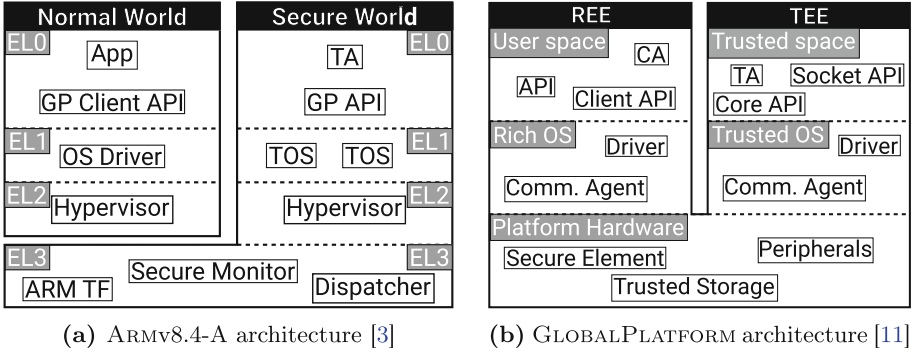 Normal World
Secure World
EL0
App
GP Client API
EL1
OS Driver
EL2
Hypervisor
EL0
TA
GP API
TOS
TOS
EL1
Hypervisor
EL2
EL3
Secure Monitor
ARM TF
Dispatcher
EL3
(a) ARMv8.4-A architecture [3]
REE
TEE
User space
CA
API
Client API
Rich OS
Driver
Comm. Agent
Trusted space
TA
Socket API
Core API
Trusted OS
Driver
Comm. Agent
Platform Hardware
Secure Element
Peripherals
Trusted Storage
(b) GLOBALPLATFORM architecture [11]